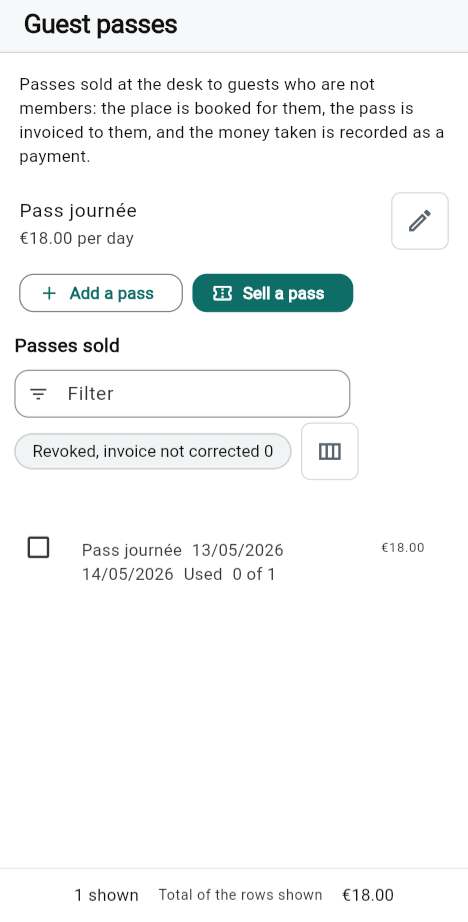 Guest passes
Passes sold at the desk to guests who are not
members: the place is booked for them, the pass is
invoiced to them, and the money taken is recorded as a
payment.
Pass journée
€18.00 per day
Add a pass
Sell a pass
Passes sold
Filter
Revoked, invoice not corrected 0
Pass journée 13/05/2026 €18.00
14/05/2026 Used 0 of 1
1 shown Total of the rows shown €18.00